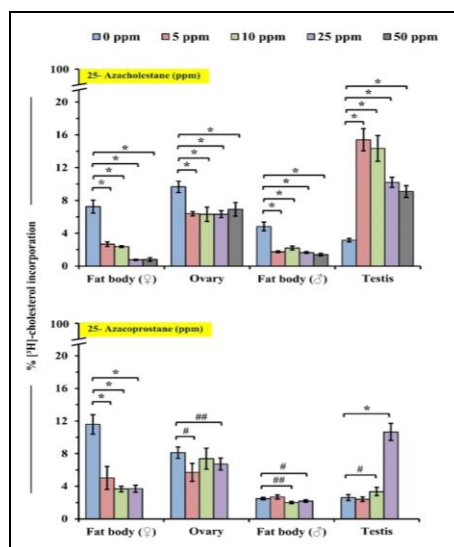 0 ppm 5 ppm 10 ppm 25 ppm 50 ppm
100
25- Azacholestane (ppm)
20
16
12
8
4
0
* * * *
* * * *
* * * *
* * * *
Fat body (♀) Ovary Fat body (♂) Testis
% [³H]-cholesterol incorporation
100
25- Azacoprostane (ppm)
20
16
12
8
4
0
* * *
# ##
## #
# *
Fat body (♀) Ovary Fat body (♂) Testis